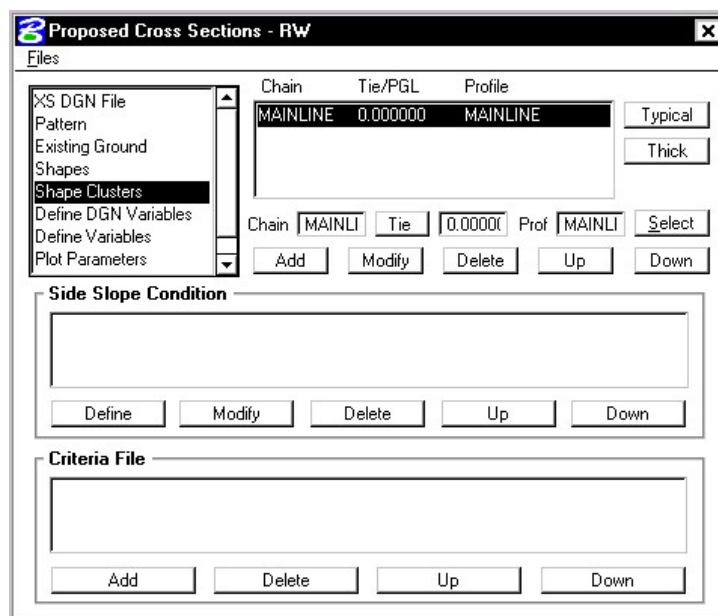 Proposed Cross Sections - RW
Files
XS DGN File
Pattern
Existing Ground
Shapes
Shape Clusters
Define DGN Variables
Define Variables
Plot Parameters
Chain Tie/PGL Profile
MAINLINE 0.000000 MAINLINE
Typical
Thick
Chain MAINLI Tie 0.0000( Prof MAINLI Select
Add Modify Delete Up Down
Side Slope Condition
Define Modify Delete Up Down
Criteria File
Add Delete Up Down